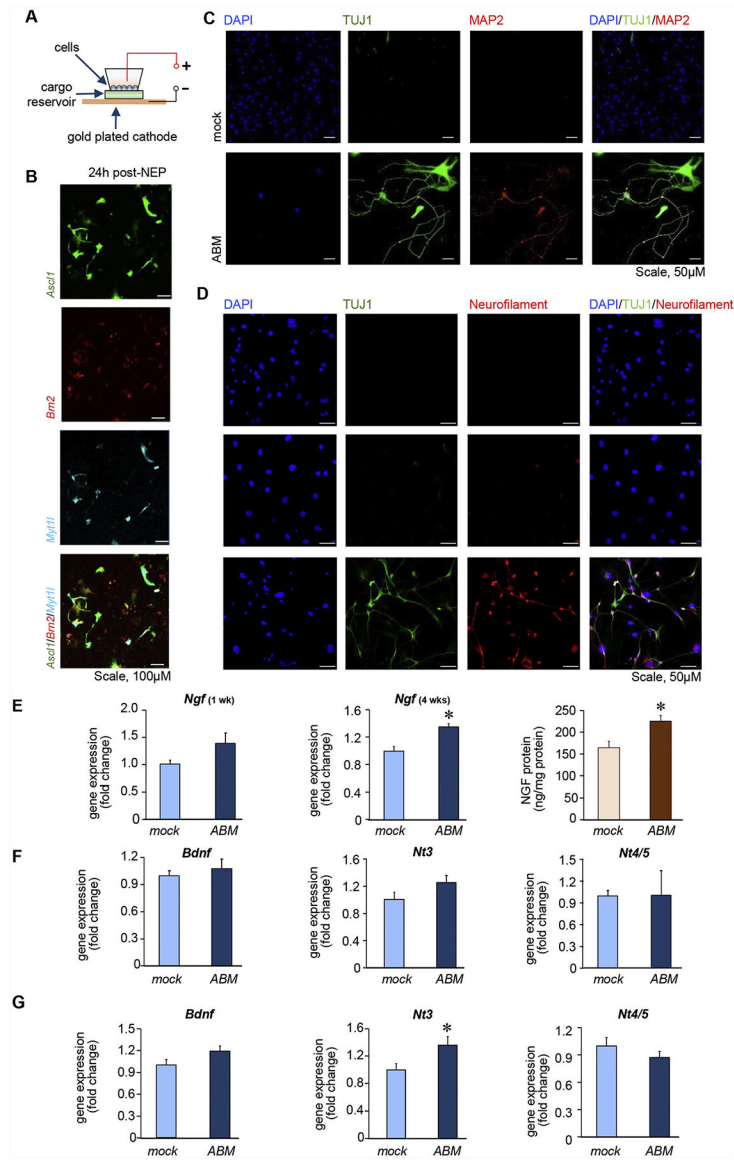 A
cells
cargo
reservoir
+
−
gold plated cathode
B
24h post-NEP
Ascl1
Brn2
Myt1l
Ascl1/Brn2/Myt1l
Scale, 100µM
C
DAPI TUJ1 MAP2 DAPI/TUJ1/MAP2
mock
ABM
Scale, 50µM
D
DAPI TUJ1 Neurofilament DAPI/TUJ1/Neurofilament
Scale, 50µM
E
Ngf (1 wk)
gene expression
(fold change)
2.0
1.5
1.0
0.5
0
mock ABM
Ngf (4 wks)
gene expression
(fold change)
1.6
1.2
0.8
0.4
0
*
mock ABM
NGF protein
(ng/mg protein)
250
200
150
100
50
0
*
mock ABM
F
Bdnf
gene expression
(fold change)
1.2
0.9
0.6
0.3
0
mock ABM
Nt3
gene expression
(fold change)
1.6
1.2
0.8
0.4
0
mock ABM
Nt4/5
gene expression
(fold change)
1.5
1.2
0.9
0.6
0.3
0
mock ABM
G
Bdnf
gene expression
(fold change)
1.5
1.2
0.9
0.6
0.3
0
mock ABM
Nt3
gene expression
(fold change)
1.6
1.2
0.8
0.4
0
*
mock ABM
Nt4/5
gene expression
(fold change)
1.2
0.9
0.6
0.3
0
mock ABM